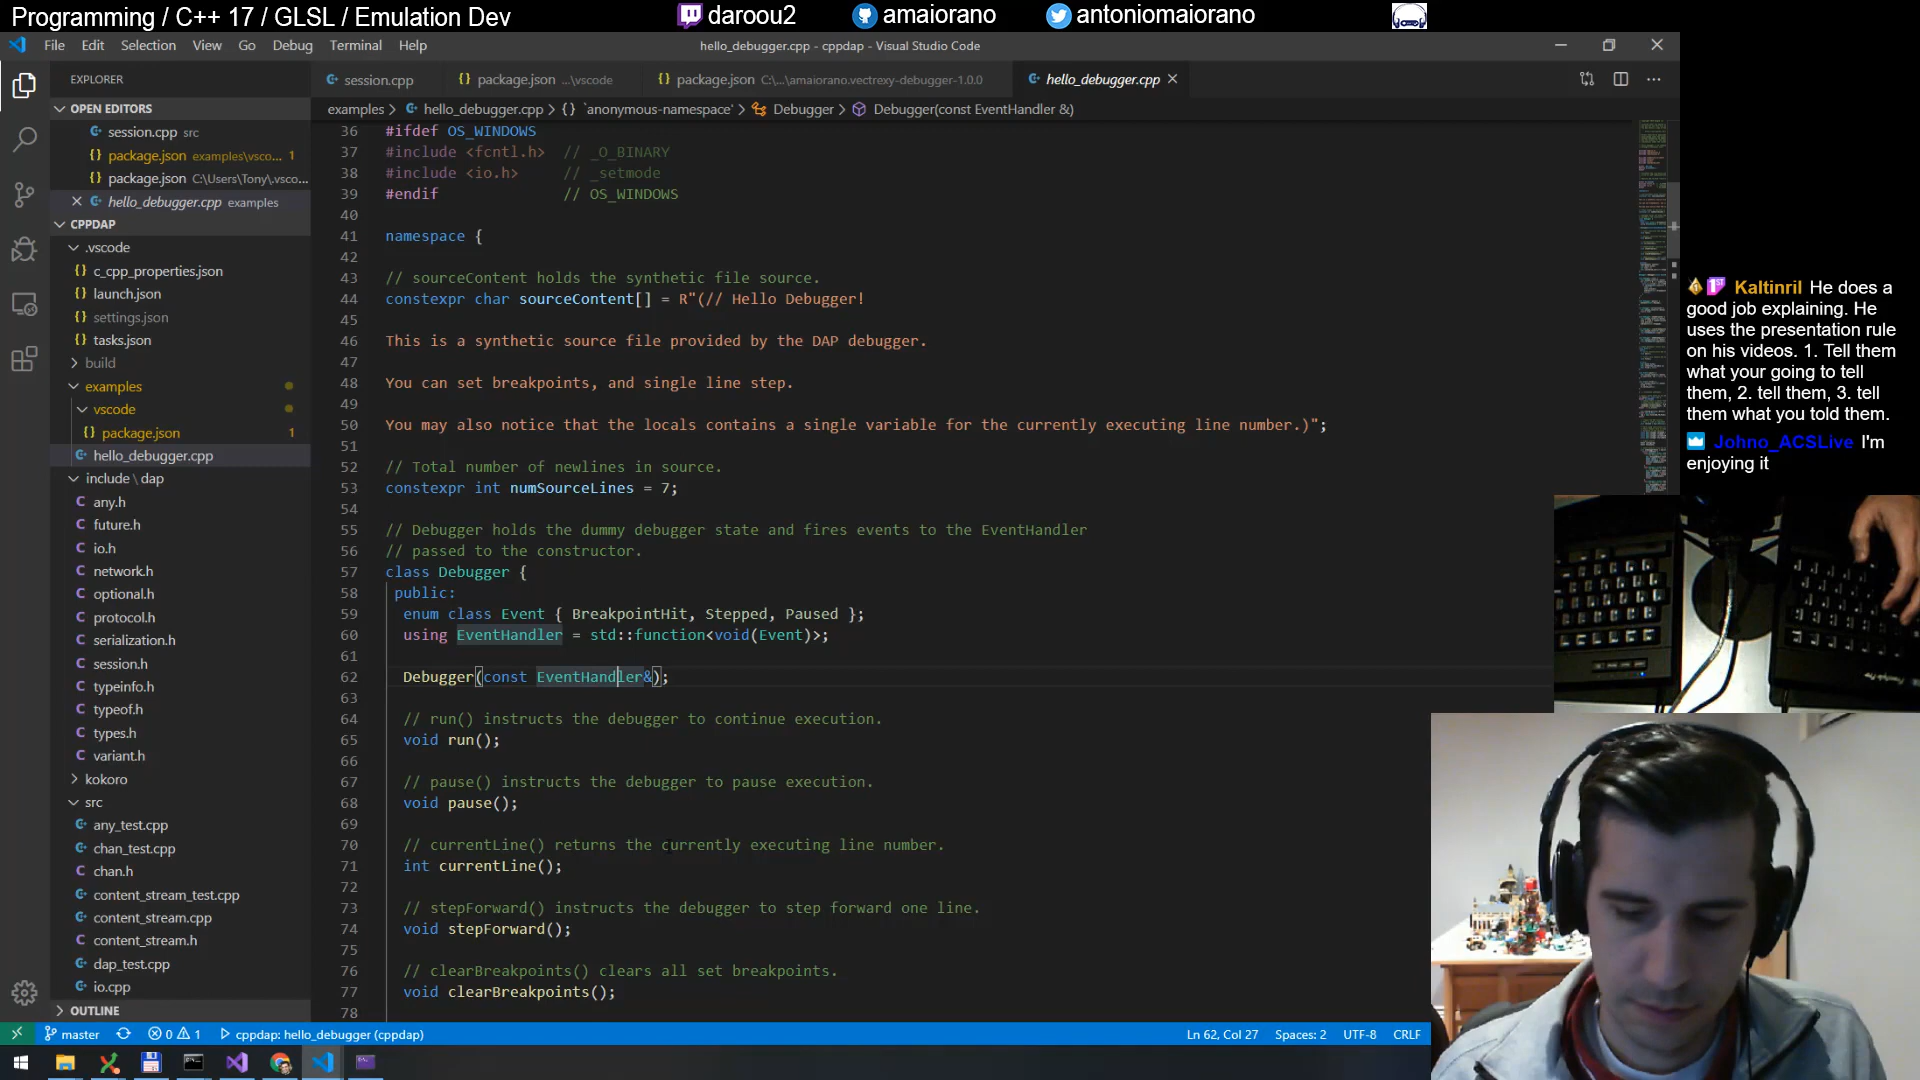 Programming / C++ 17 / GLSL / Emulation Dev
daroou2
amaiorano
antoniomaiorano
File Edit Selection View Go Debug Terminal Help
hello_debugger.cpp - cppdap - Visual Studio Code
EXPLORER
OPEN EDITORS
session.cpp src
package.json examples\vsco... 1
package.json C:\Users\Tony\.vsco...
hello_debugger.cpp examples
CPPDAP
.vscode
c_cpp_properties.json
launch.json
settings.json
tasks.json
build
examples
vscode
package.json 1
hello_debugger.cpp
include \ dap
any.h
future.h
io.h
network.h
optional.h
protocol.h
serialization.h
session.h
typeinfo.h
typeof.h
types.h
variant.h
kokoro
src
any_test.cpp
chan_test.cpp
chan.h
content_stream_test.cpp
content_stream.cpp
content_stream.h
dap_test.cpp
io.cpp
OUTLINE
session.cpp
package.json ...\vscode
package.json C:\...\amaiorano.vectrexy-debugger-1.0.0
hello_debugger.cpp
examples > hello_debugger.cpp > {} `anonymous-namespace' > Debugger > Debugger(const EventHandler &)
36 #ifdef OS_WINDOWS
37 #include <fcntl.h>  // _O_BINARY
38 #include <io.h>     // _setmode
39 #endif              // OS_WINDOWS
40
41 namespace {
42
43 // sourceContent holds the synthetic file source.
44 constexpr char sourceContent[] = R"(// Hello Debugger!
45
46 This is a synthetic source file provided by the DAP debugger.
47
48 You can set breakpoints, and single line step.
49
50 You may also notice that the locals contains a single variable for the currently executing line number.)";
51
52 // Total number of newlines in source.
53 constexpr int numSourceLines = 7;
54
55 // Debugger holds the dummy debugger state and fires events to the EventHandler
56 // passed to the constructor.
57 class Debugger {
58  public:
59   enum class Event { BreakpointHit, Stepped, Paused };
60   using EventHandler = std::function<void(Event)>;
61
62   Debugger(const EventHandler&);
63
64   // run() instructs the debugger to continue execution.
65   void run();
66
67   // pause() instructs the debugger to pause execution.
68   void pause();
69
70   // currentLine() returns the currently executing line number.
71   int currentLine();
72
73   // stepForward() instructs the debugger to step forward one line.
74   void stepForward();
75
76   // clearBreakpoints() clears all set breakpoints.
77   void clearBreakpoints();
78
Kaltinril He does a
good job explaining. He
uses the presentation rule
on his videos. 1. Tell them
what your going to tell
them, 2. tell them, 3. tell
them what you told them.
Johno_ACSLive I'm
enjoying it
master 0 1 cppdap: hello_debugger (cppdap)
Ln 62, Col 27 Spaces: 2 UTF-8 CRLF